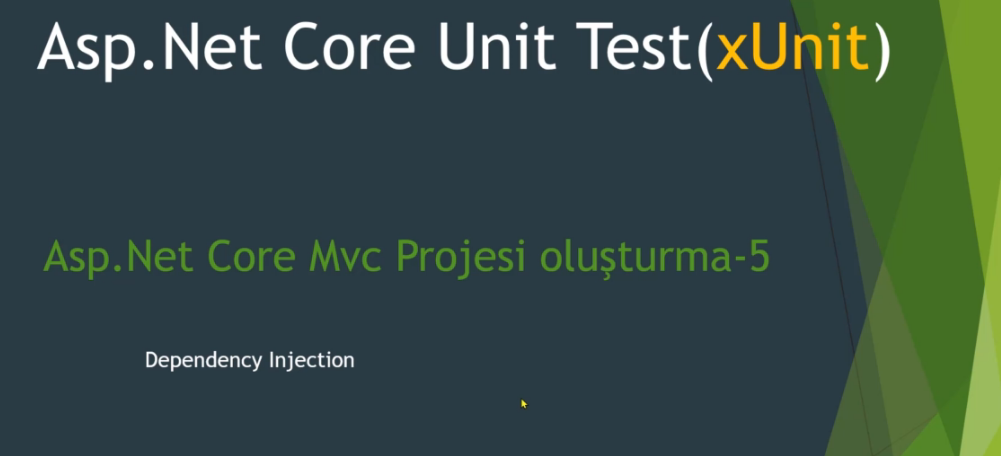 Asp.Net Core Unit Test(xUnit)
Asp.Net Core Mvc Projesi oluşturma-5
Dependency Injection